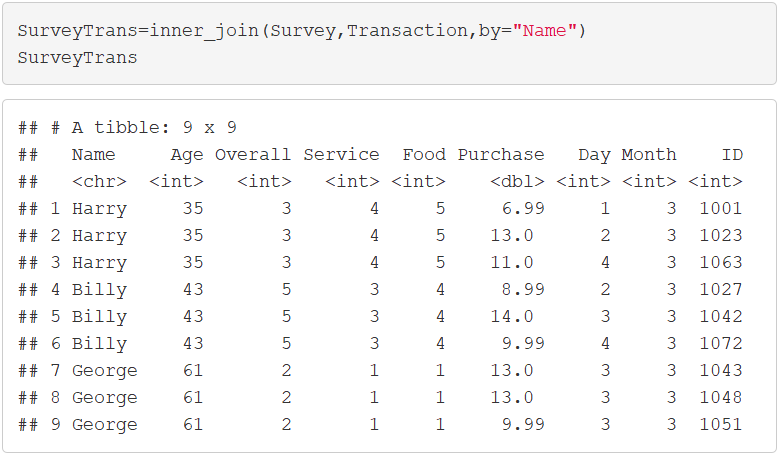 SurveyTrans=inner_join(Survey,Transaction,by="Name")
SurveyTrans
## # A tibble: 9 x 9
##   Name     Age Overall Service  Food Purchase   Day Month    ID
##   <chr>  <int>   <int>   <int> <int>    <dbl> <int> <int> <int>
## 1 Harry     35       3       4     5     6.99     1     3  1001
## 2 Harry     35       3       4     5    13.0      2     3  1023
## 3 Harry     35       3       4     5    11.0      4     3  1063
## 4 Billy     43       5       3     4     8.99     2     3  1027
## 5 Billy     43       5       3     4    14.0      3     3  1042
## 6 Billy     43       5       3     4     9.99     4     3  1072
## 7 George    61       2       1     1    13.0      3     3  1043
## 8 George    61       2       1     1    13.0      3     3  1048
## 9 George    61       2       1     1     9.99     3     3  1051